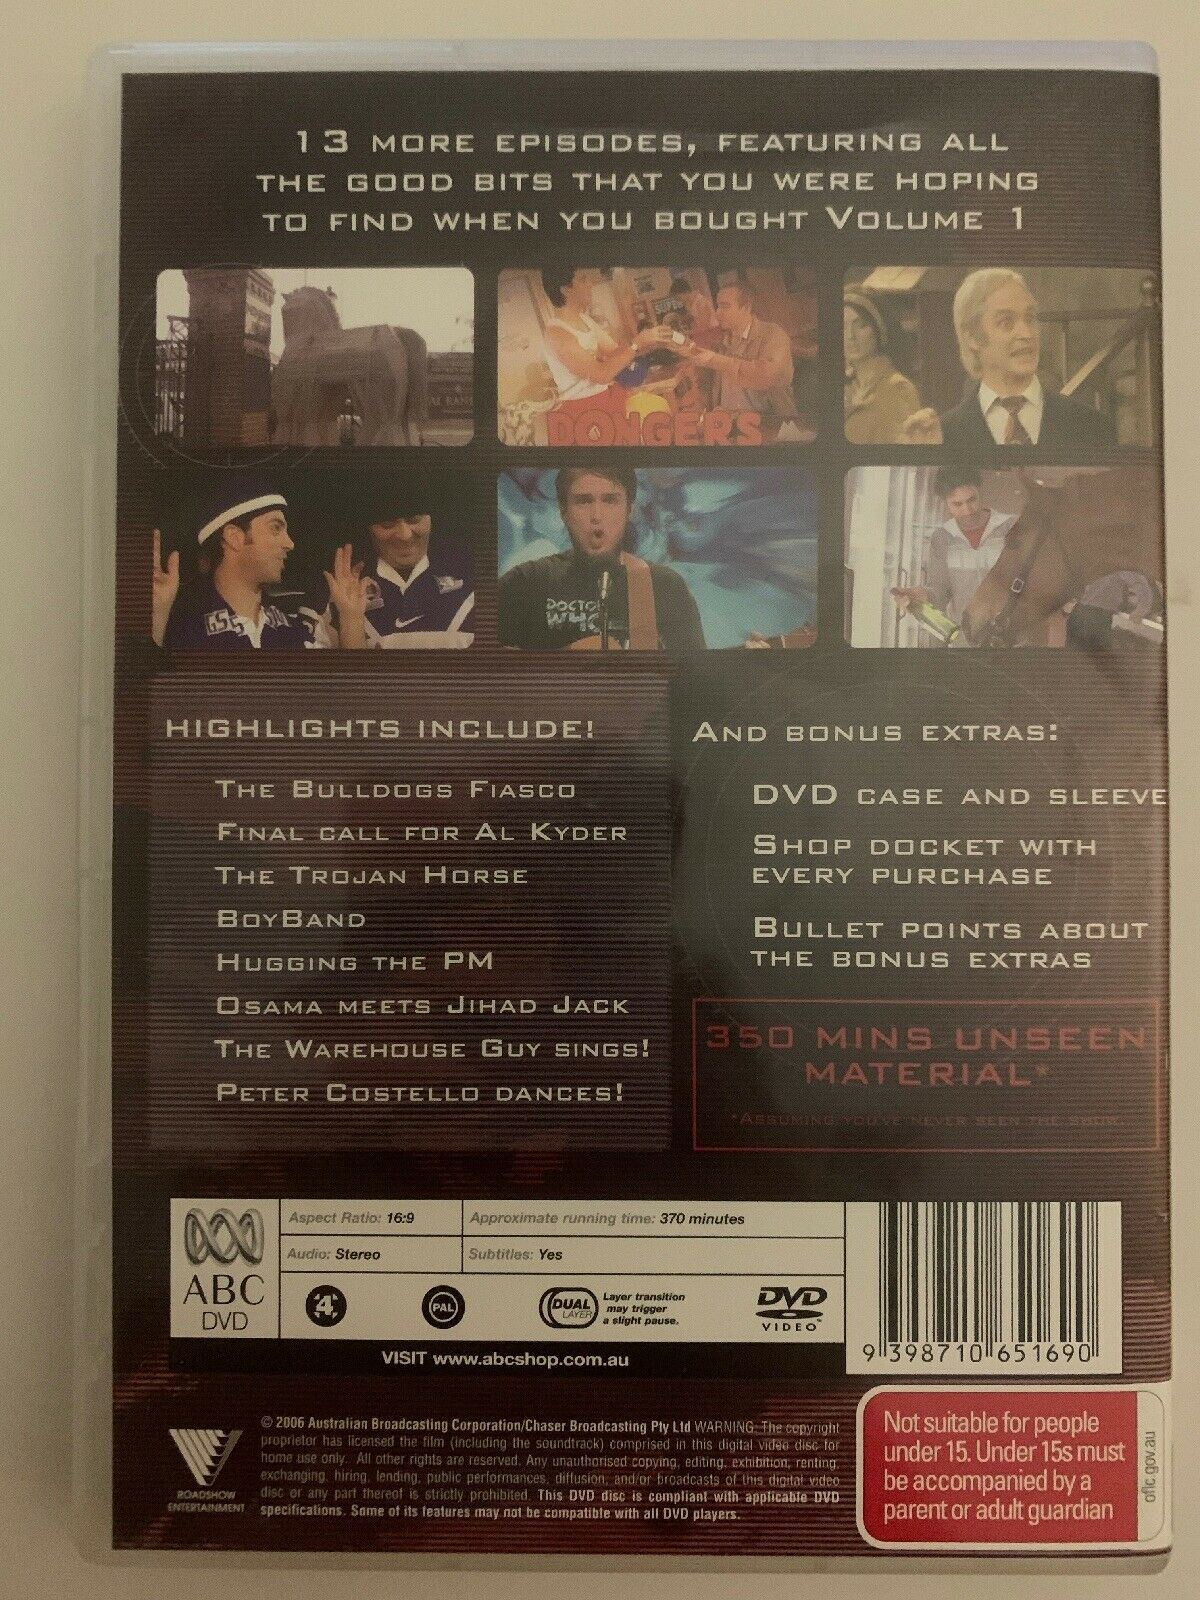 13 MORE EPISODES, FEATURING ALL
THE GOOD BITS THAT YOU WERE HOPING
TO FIND WHEN YOU BOUGHT VOLUME 1
DONGERS
DOCTOR
WHO
HIGHLIGHTS INCLUDE!
THE BULLDOGS FIASCO
FINAL CALL FOR AL KYDER
THE TROJAN HORSE
BOYBAND
HUGGING THE PM
OSAMA MEETS JIHAD JACK
THE WAREHOUSE GUY SINGS!
PETER COSTELLO DANCES!
AND BONUS EXTRAS:
DVD CASE AND SLEEVE
SHOP DOCKET WITH
EVERY PURCHASE
BULLET POINTS ABOUT
THE BONUS EXTRAS
350 MINS UNSEEN
MATERIAL*
*ASSUMING YOU'VE NEVER SEEN THE SHOW
ABC
DVD
Aspect Ratio: 16:9
Approximate running time: 370 minutes
Audio: Stereo
Subtitles: Yes
4
PAL
DUAL
LAYER
Layer transition
may trigger
a slight pause.
DVD
VIDEO™
VISIT www.abcshop.com.au
9 398710 651690
ROADSHOW
ENTERTAINMENT
© 2006 Australian Broadcasting Corporation/Chaser Broadcasting Pty Ltd WARNING: The copyright
proprietor has licensed the film (including the soundtrack) comprised in this digital video disc for
home use only. All other rights are reserved. Any unauthorised copying, editing, exhibition, renting,
exchanging, hiring, lending, public performances, diffusion, and/or broadcasts of this digital video
disc or any part thereof is strictly prohibited. This DVD disc is compliant with applicable DVD
specifications. Some of its features may not be compatible with all DVD players.
Not suitable for people
under 15. Under 15s must
be accompanied by a
parent or adult guardian
oflc.gov.au